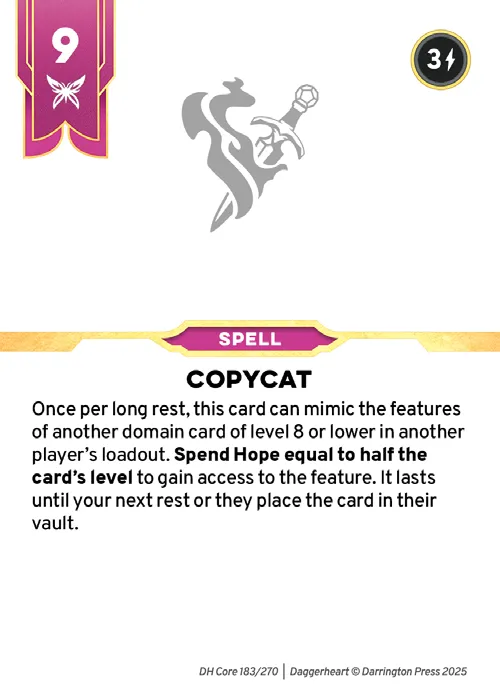 9
3
SPELL
COPYCAT
Once per long rest, this card can mimic the features
of another domain card of level 8 or lower in another
player’s loadout. Spend Hope equal to half the
card’s level to gain access to the feature. It lasts
until your next rest or they place the card in their
vault.
DH Core 183/270 | Daggerheart © Darrington Press 2025